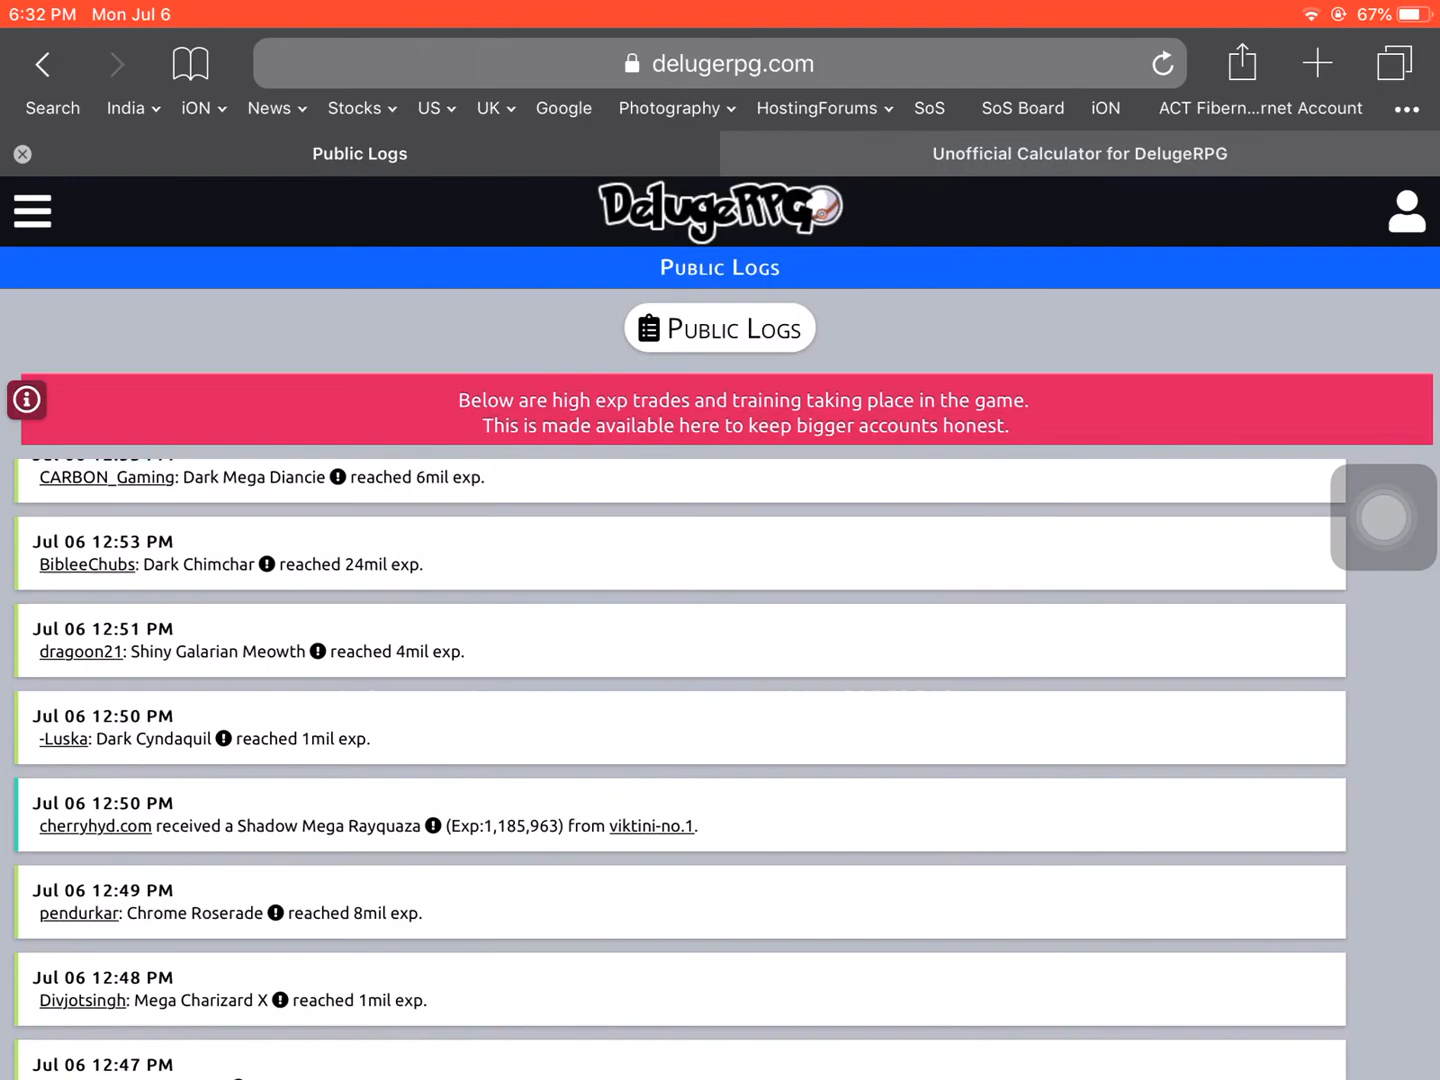 6:32 PM Mon Jul 6 67%
delugerpg.com
Search India iON News Stocks US UK Google Photography HostingForums SoS SoS Board iON ACT Fibern...rnet Account
Public Logs Unofficial Calculator for DelugeRPG
DelugeRPG
Public Logs
Public Logs
Below are high exp trades and training taking place in the game.
This is made available here to keep bigger accounts honest.
CARBON_Gaming: Dark Mega Diancie reached 6mil exp.
Jul 06 12:53 PM
BibleeChubs: Dark Chimchar reached 24mil exp.
Jul 06 12:51 PM
dragoon21: Shiny Galarian Meowth reached 4mil exp.
Jul 06 12:50 PM
-Luska: Dark Cyndaquil reached 1mil exp.
Jul 06 12:50 PM
cherryhyd.com received a Shadow Mega Rayquaza (Exp:1,185,963) from viktini-no.1.
Jul 06 12:49 PM
pendurkar: Chrome Roserade reached 8mil exp.
Jul 06 12:48 PM
Divjotsingh: Mega Charizard X reached 1mil exp.
Jul 06 12:47 PM